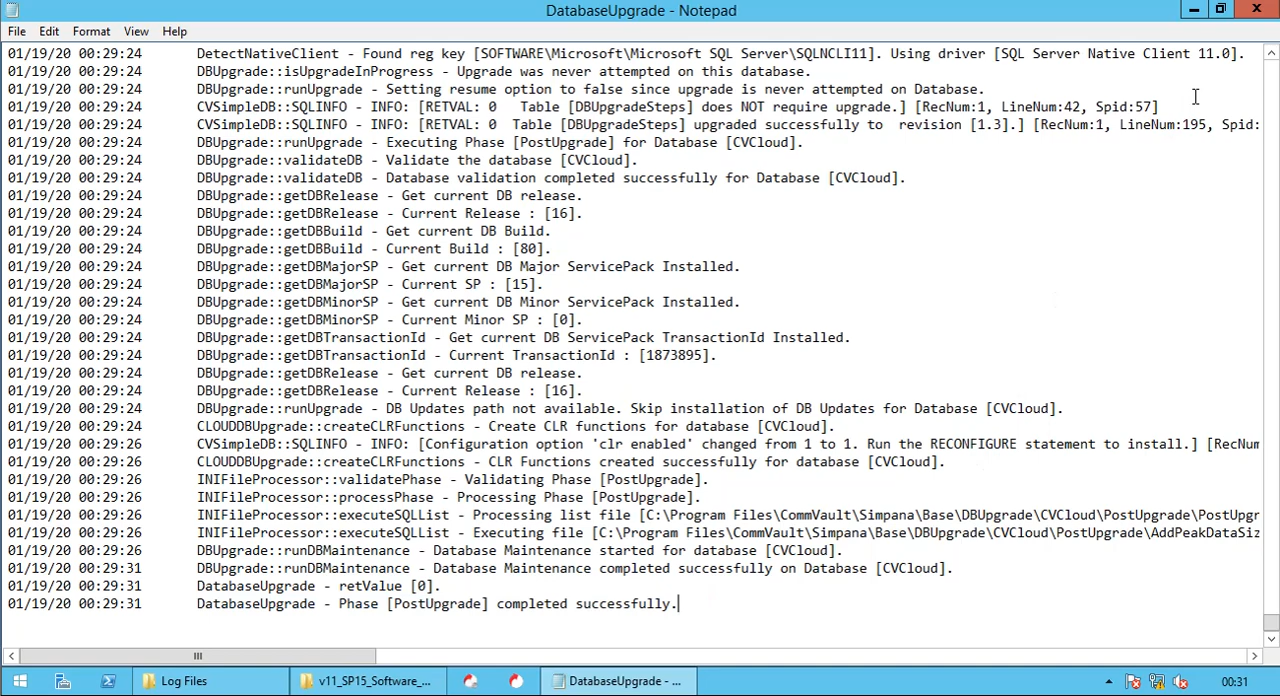 DatabaseUpgrade - Notepad
File Edit Format View Help
01/19/20 00:29:24 DetectNativeClient - Found reg key [SOFTWARE\Microsoft\Microsoft SQL Server\SQLNCLI11]. Using driver [SQL Server Native Client 11.0].
01/19/20 00:29:24 DBUpgrade::isUpgradeInProgress - Upgrade was never attempted on this database.
01/19/20 00:29:24 DBUpgrade::runUpgrade - Setting resume option to false since upgrade is never attempted on Database.
01/19/20 00:29:24 CVSimpleDB::SQLINFO - INFO: [RETVAL: 0 Table [DBUpgradeSteps] does NOT require upgrade.] [RecNum:1, LineNum:42, Spid:57]
01/19/20 00:29:24 CVSimpleDB::SQLINFO - INFO: [RETVAL: 0 Table [DBUpgradeSteps] upgraded successfully to revision [1.3].] [RecNum:1, LineNum:195, Spid:
01/19/20 00:29:24 DBUpgrade::runUpgrade - Executing Phase [PostUpgrade] for Database [CVCloud].
01/19/20 00:29:24 DBUpgrade::validateDB - Validate the database [CVCloud].
01/19/20 00:29:24 DBUpgrade::validateDB - Database validation completed successfully for Database [CVCloud].
01/19/20 00:29:24 DBUpgrade::getDBRelease - Get current DB release.
01/19/20 00:29:24 DBUpgrade::getDBRelease - Current Release : [16].
01/19/20 00:29:24 DBUpgrade::getDBBuild - Get current DB Build.
01/19/20 00:29:24 DBUpgrade::getDBBuild - Current Build : [80].
01/19/20 00:29:24 DBUpgrade::getDBMajorSP - Get current DB Major ServicePack Installed.
01/19/20 00:29:24 DBUpgrade::getDBMajorSP - Current SP : [15].
01/19/20 00:29:24 DBUpgrade::getDBMinorSP - Get current DB Minor ServicePack Installed.
01/19/20 00:29:24 DBUpgrade::getDBMinorSP - Current Minor SP : [0].
01/19/20 00:29:24 DBUpgrade::getDBTransactionId - Get current DB ServicePack TransactionId Installed.
01/19/20 00:29:24 DBUpgrade::getDBTransactionId - Current TransactionId : [1873895].
01/19/20 00:29:24 DBUpgrade::getDBRelease - Get current DB release.
01/19/20 00:29:24 DBUpgrade::getDBRelease - Current Release : [16].
01/19/20 00:29:24 DBUpgrade::runUpgrade - DB Updates path not available. Skip installation of DB Updates for Database [CVCloud].
01/19/20 00:29:24 CLOUDDBUpgrade::createCLRFunctions - Create CLR functions for database [CVCloud].
01/19/20 00:29:26 CVSimpleDB::SQLINFO - INFO: [Configuration option 'clr enabled' changed from 1 to 1. Run the RECONFIGURE statement to install.] [RecNum
01/19/20 00:29:26 CLOUDDBUpgrade::createCLRFunctions - CLR Functions created successfully for database [CVCloud].
01/19/20 00:29:26 INIFileProcessor::validatePhase - Validating Phase [PostUpgrade].
01/19/20 00:29:26 INIFileProcessor::processPhase - Processing Phase [PostUpgrade].
01/19/20 00:29:26 INIFileProcessor::executeSQLList - Processing list file [C:\Program Files\CommVault\Simpana\Base\DBUpgrade\CVCloud\PostUpgrade\PostUpgr
01/19/20 00:29:26 INIFileProcessor::executeSQLList - Executing file [C:\Program Files\CommVault\Simpana\Base\DBUpgrade\CVCloud\PostUpgrade\AddPeakDataSiz
01/19/20 00:29:26 DBUpgrade::runDBMaintenance - Database Maintenance started for database [CVCloud].
01/19/20 00:29:31 DBUpgrade::runDBMaintenance - Database Maintenance completed successfully on Database [CVCloud].
01/19/20 00:29:31 DatabaseUpgrade - retValue [0].
01/19/20 00:29:31 DatabaseUpgrade - Phase [PostUpgrade] completed successfully.
Log Files v11_SP15_Software_... DatabaseUpgrade - ... 00:31